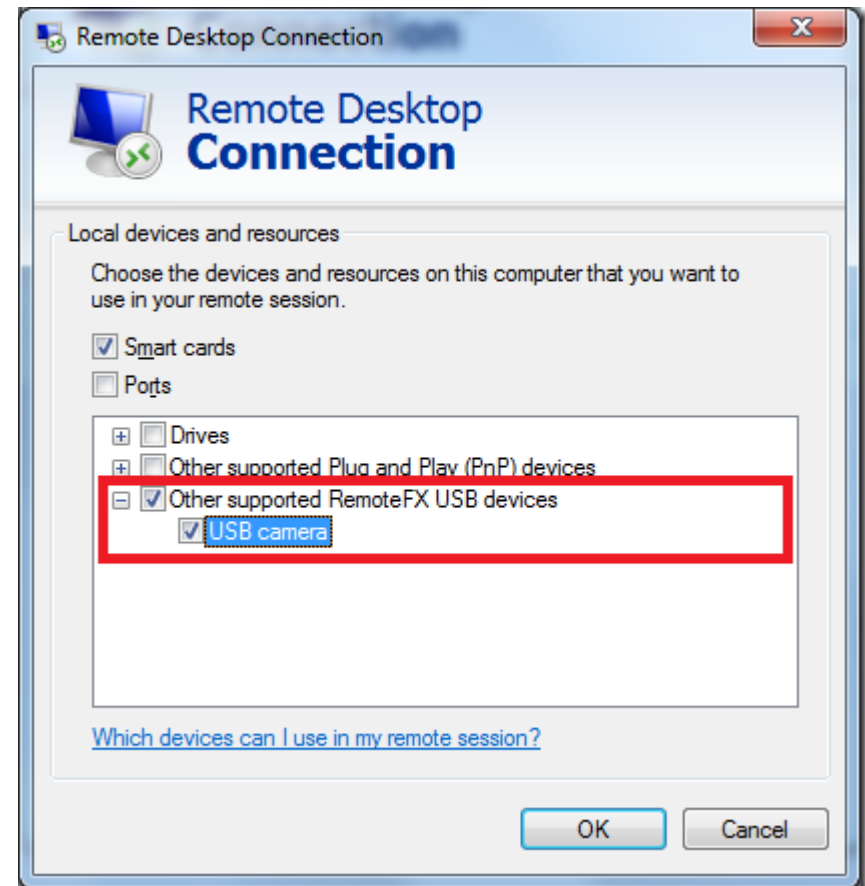 Remote Desktop Connection
Remote Desktop
Connection
Local devices and resources
Choose the devices and resources on this computer that you want to
use in your remote session.
Smart cards
Ports
Drives
Other supported Plug and Play (PnP) devices
Other supported RemoteFX USB devices
USB camera
Which devices can I use in my remote session?
OK
Cancel